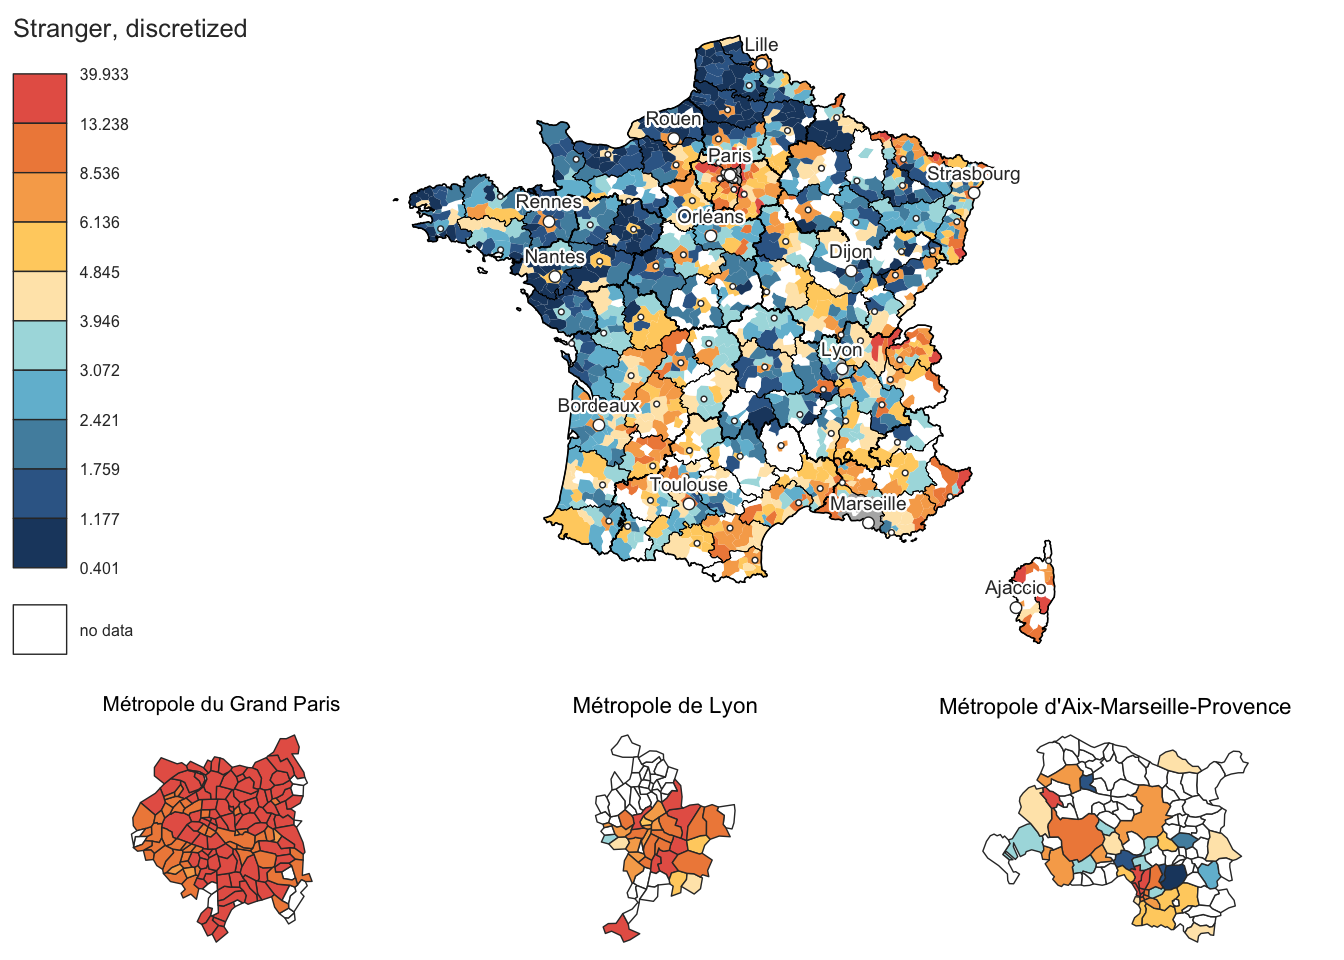 Stranger, discretized
39.933
13.238
8.536
6.136
4.845
3.946
3.072
2.421
1.759
1.177
0.401
no data
Lille
Rouen
Paris
Strasbourg
Rennes
Orléans
Nantes
Dijon
Lyon
Bordeaux
Toulouse
Marseille
Ajaccio
Métropole du Grand Paris
Métropole de Lyon
Métropole d'Aix-Marseille-Provence